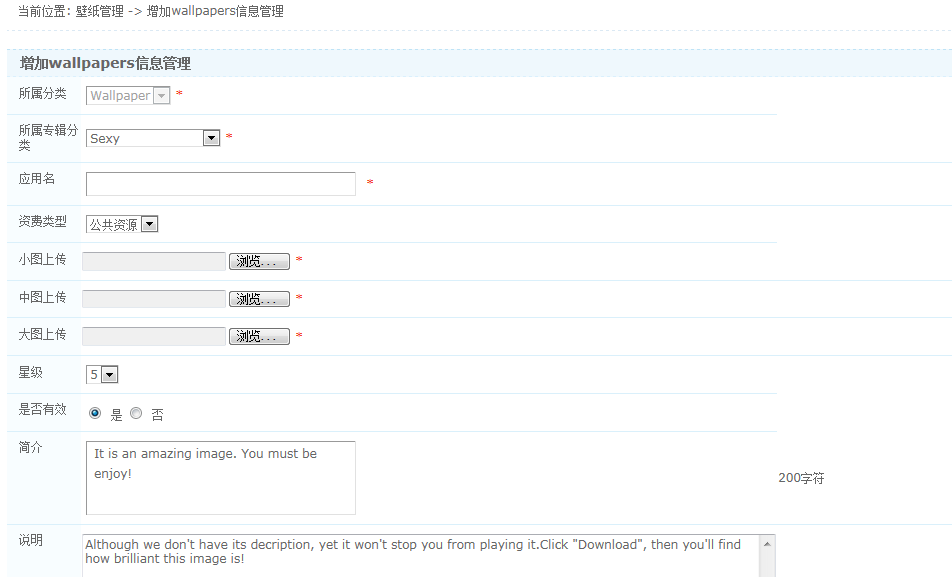 当前位置: 壁纸管理 -> 增加wallpapers信息管理
增加wallpapers信息管理
所属分类 Wallpaper *
所属专辑分
类 Sexy *
应用名 *
资费类型 公共资源
小图上传 浏览... *
中图上传 浏览... *
大图上传 浏览... *
星级 5
是否有效 是 否
简介 It is an amazing image. You must be
enjoy!
200字符
说明 Although we don't have its decription, yet it won't stop you from playing it.Click "Download", then you'll find
how brilliant this image is!